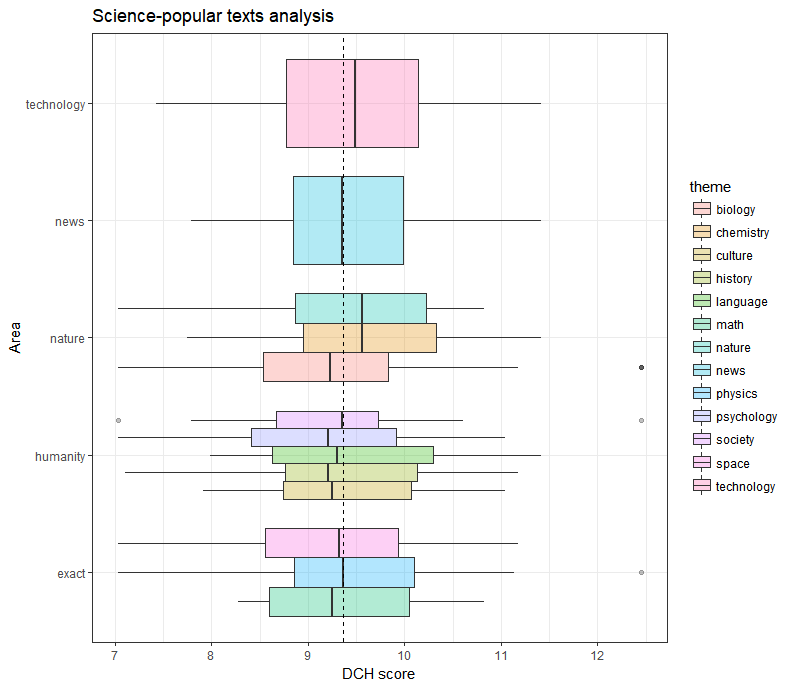 Science-popular texts analysis
technology
news
nature
humanity
exact
Area
7 8 9 10 11 12
DCH score
theme
biology
chemistry
culture
history
language
math
nature
news
physics
psychology
society
space
technology